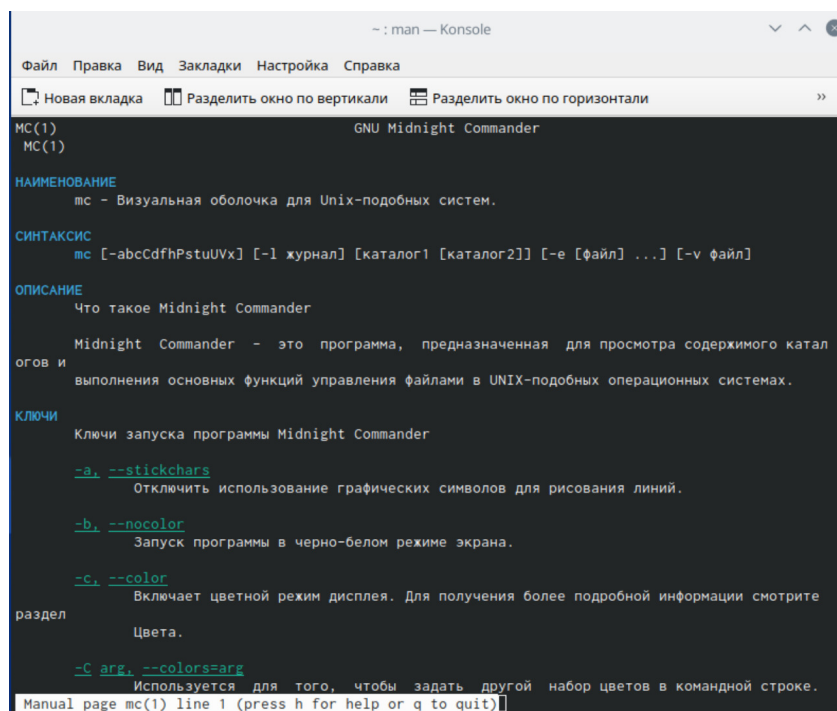 ~ : man — Konsole
Файл Правка Вид Закладки Настройка Справка
Новая вкладка Разделить окно по вертикали Разделить окно по горизонтали »
MC(1) GNU Midnight Commander
MC(1)
НАИМЕНОВАНИЕ
mc - Визуальная оболочка для Unix-подобных систем.
СИНТАКСИС
mc [-abcCdfhPstuUVx] [-l журнал] [каталог1 [каталог2]] [-e [файл] ...] [-v файл]
ОПИСАНИЕ
Что такое Midnight Commander
Midnight Commander - это программа, предназначенная для просмотра содержимого катал
огов и
выполнения основных функций управления файлами в UNIX-подобных операционных системах.
КЛЮЧИ
Ключи запуска программы Midnight Commander
-a, --stickchars
Отключить использование графических символов для рисования линий.
-b, --nocolor
Запуск программы в черно-белом режиме экрана.
-c, --color
Включает цветной режим дисплея. Для получения более подробной информации смотрите
раздел
Цвета.
-C arg, --colors=arg
Используется для того, чтобы задать другой набор цветов в командной строке.
Manual page mc(1) line 1 (press h for help or q to quit)